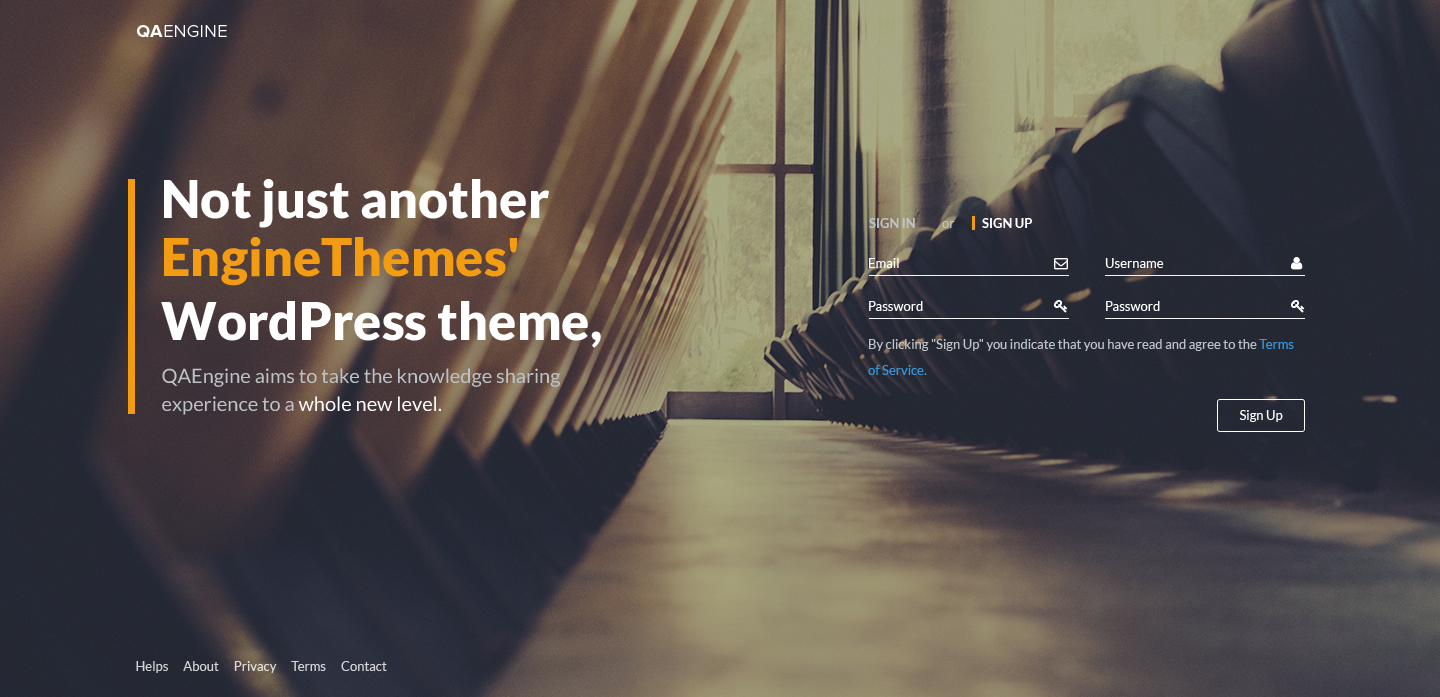 QAENGINE
Not just another
EngineThemes'
WordPress theme,
QAEngine aims to take the knowledge sharing
experience to a whole new level.
SIGN IN or SIGN UP
Email Username
Password Password
By clicking "Sign Up" you indicate that you have read and agree to the Terms
of Service.
Sign Up
Helps About Privacy Terms Contact